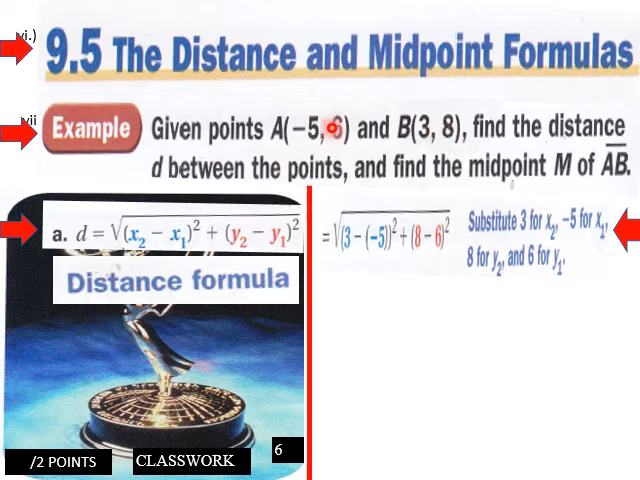 vi.)
9.5 The Distance and Midpoint Formulas
vii
Example Given points A(−5, 6) and B(3, 8), find the distance
d between the points, and find the midpoint M of A̅B̅.
a. d = √(x₂ − x₁)² + (y₂ − y₁)²
= √(3 − (−5))² + (8 − 6)²
Substitute 3 for x₂, −5 for x₁,
8 for y₂, and 6 for y₁.
Distance formula
/2 POINTS
CLASSWORK
6